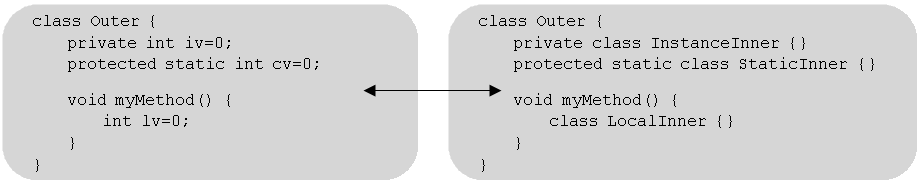 class Outer {
    private int iv=0;
    protected static int cv=0;
    void myMethod() {
        int lv=0;
    }
}
class Outer {
    private class InstanceInner {}
    protected static class StaticInner {}
    void myMethod() {
        class LocalInner {}
    }
}